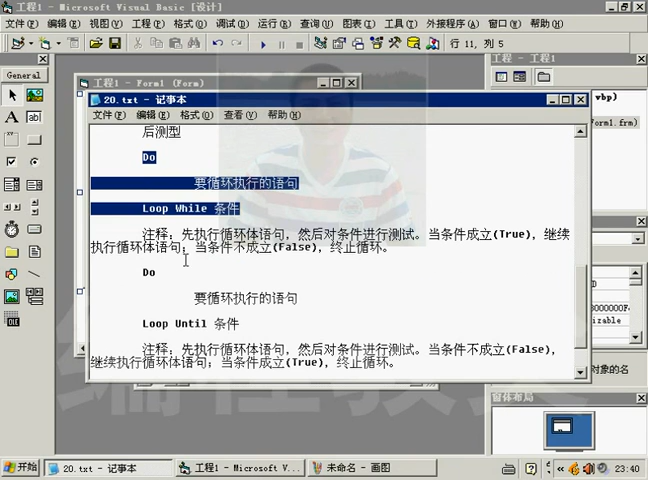 工程1 - Microsoft Visual Basic [设计]
文件(F) 编辑(E) 视图(V) 工程(P) 格式(O) 调试(D) 运行(R) 查询(U) 图表(I) 工具(T) 外接程序(A) 窗口(W) 帮助(H)
行 11, 列 5
工程 - 工程1
General
工程1 - Form1 (Form)
vbp)
Form1.frm)
20.txt - 记事本
文件(F) 编辑(E) 格式(O) 查看(V) 帮助(H)
后测型
Do
要循环执行的语句
Loop While 条件
注释：先执行循环体语句，然后对条件进行测试。当条件成立(True)，继续
执行循环体语句；当条件不成立(False)，终止循环。
Do
要循环执行的语句
Loop Until 条件
注释：先执行循环体语句，然后对条件进行测试。当条件不成立(False)，
继续执行循环体语句；当条件成立(True)，终止循环。
8000000F
izable
对象的名
窗体布局
开始
20.txt - 记事本
工程1 - Microsoft V...
未命名 - 画图
23:40